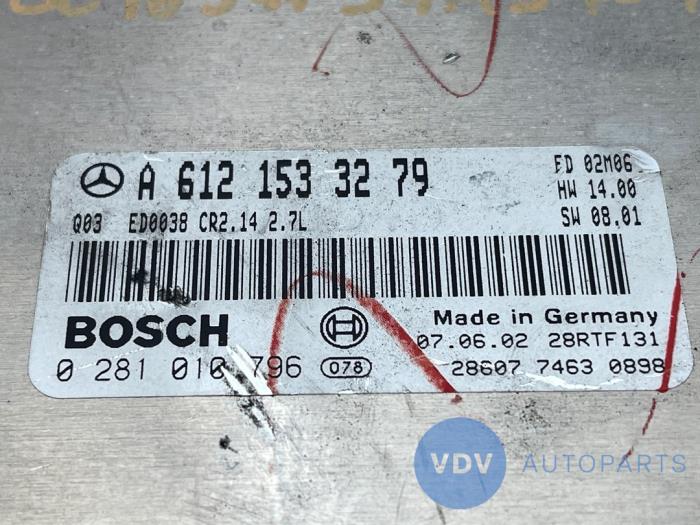 A 612 153 32 79
FD 02M06
HW 14.00
Q03 ED0038 CR2.14 2.7L
SW 08.01
BOSCH
Made in Germany
07.06.02 28RTF131
0 281 010 796 078
28607 7463 0898
VDV AUTOPARTS